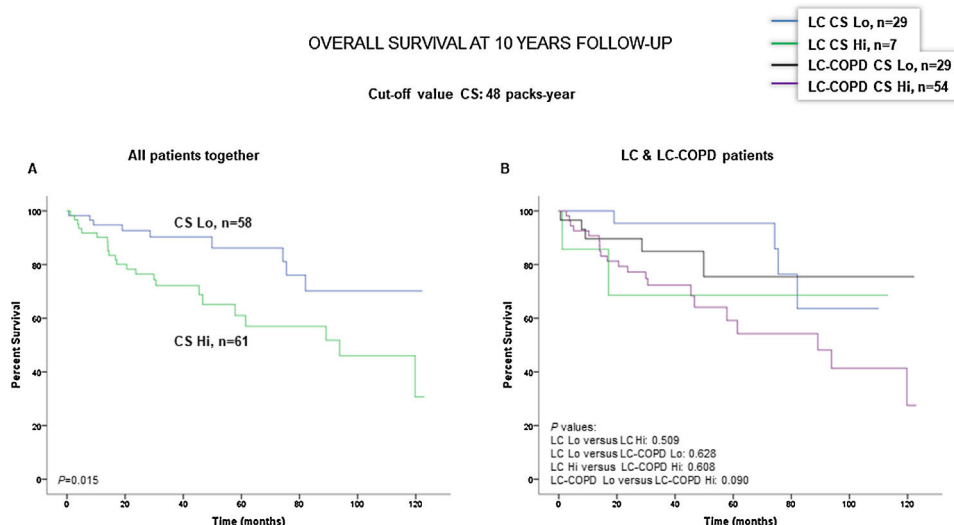 OVERALL SURVIVAL AT 10 YEARS FOLLOW-UP
Cut-off value CS: 48 packs-year
LC CS Lo, n=29
LC CS Hi, n=7
LC-COPD CS Lo, n=29
LC-COPD CS Hi, n=54
A
All patients together
CS Lo, n=58
CS Hi, n=61
Percent Survival
100
80
60
40
20
0
P=0.015
0 20 40 60 80 100 120
Time (months)
B
LC & LC-COPD patients
Percent Survival
100
80
60
40
20
0
P values:
LC Lo versus LC Hi: 0.509
LC Lo versus LC-COPD Lo: 0.628
LC Hi versus LC-COPD Hi: 0.608
LC-COPD Lo versus LC-COPD Hi: 0.090
0 20 40 60 80 100 120
Time (months)